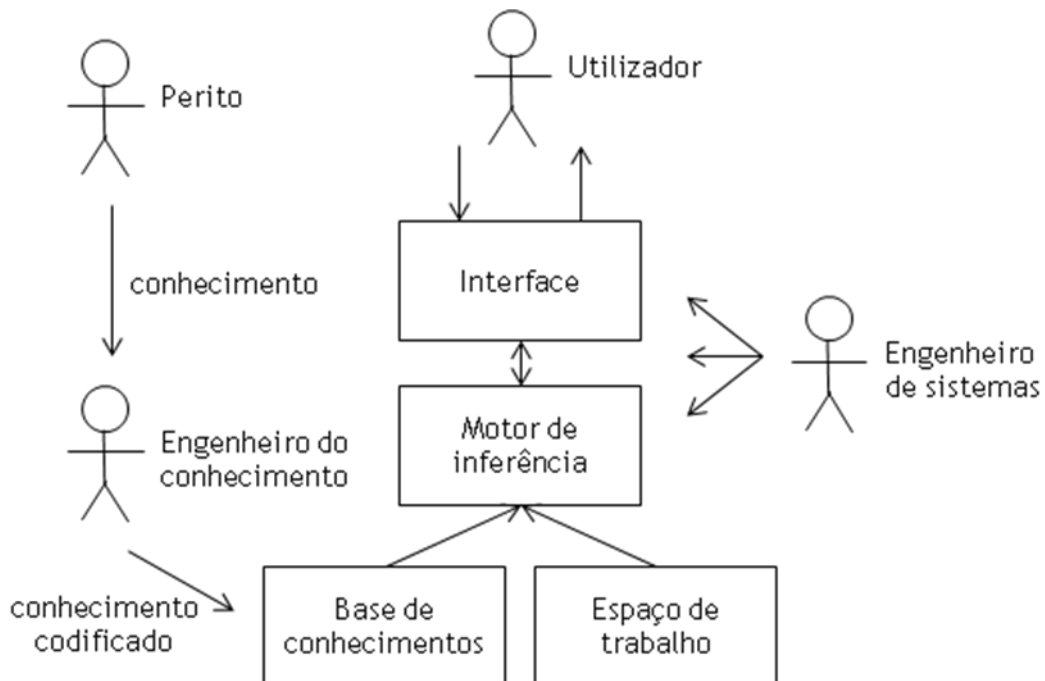 Perito
Utilizador
conhecimento
Interface
Engenheiro
de sistemas
Engenheiro do
conhecimento
Motor de
inferência
conhecimento
codificado
Base de
conhecimentos
Espaço de
trabalho